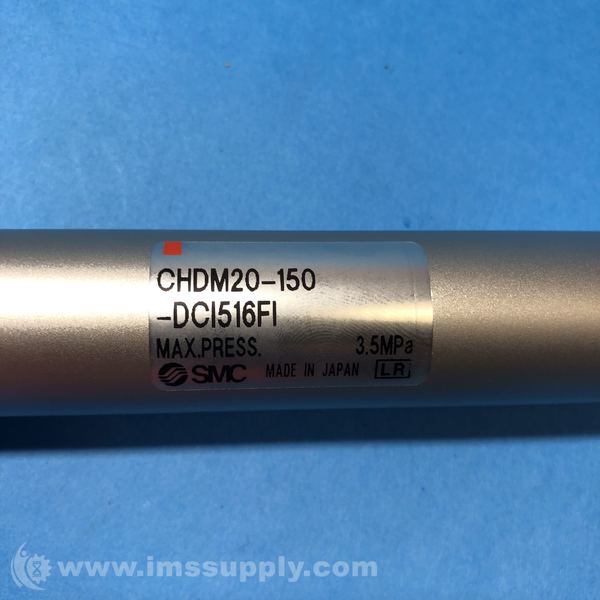 CHDM20-150
-DCI516FI
MAX.PRESS. 3.5MPa
SMC MADE IN JAPAN LR
www.imssupply.com